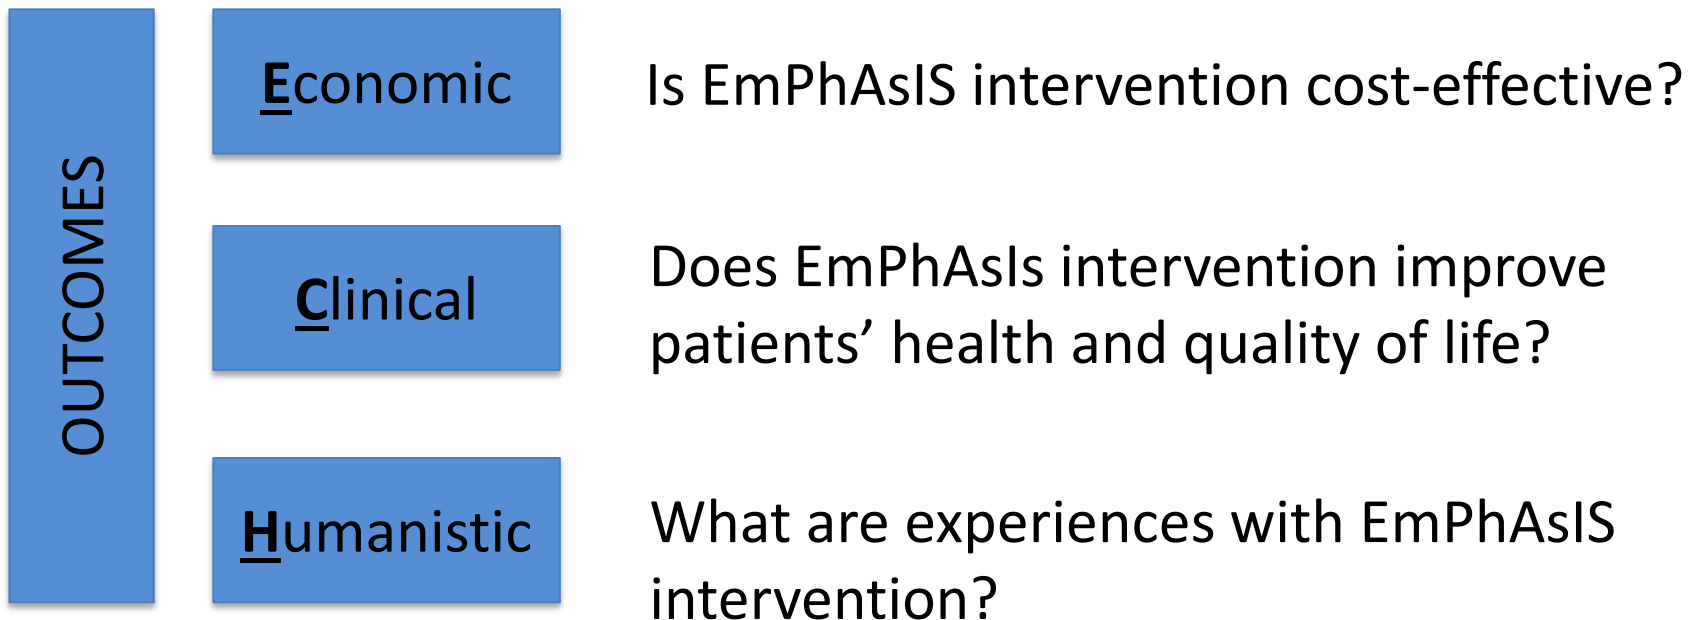 OUTCOMES
Economic
Is EmPhAsIS intervention cost-effective?
Clinical
Does EmPhAsIs intervention improve
patients’ health and quality of life?
Humanistic
What are experiences with EmPhAsIS
intervention?